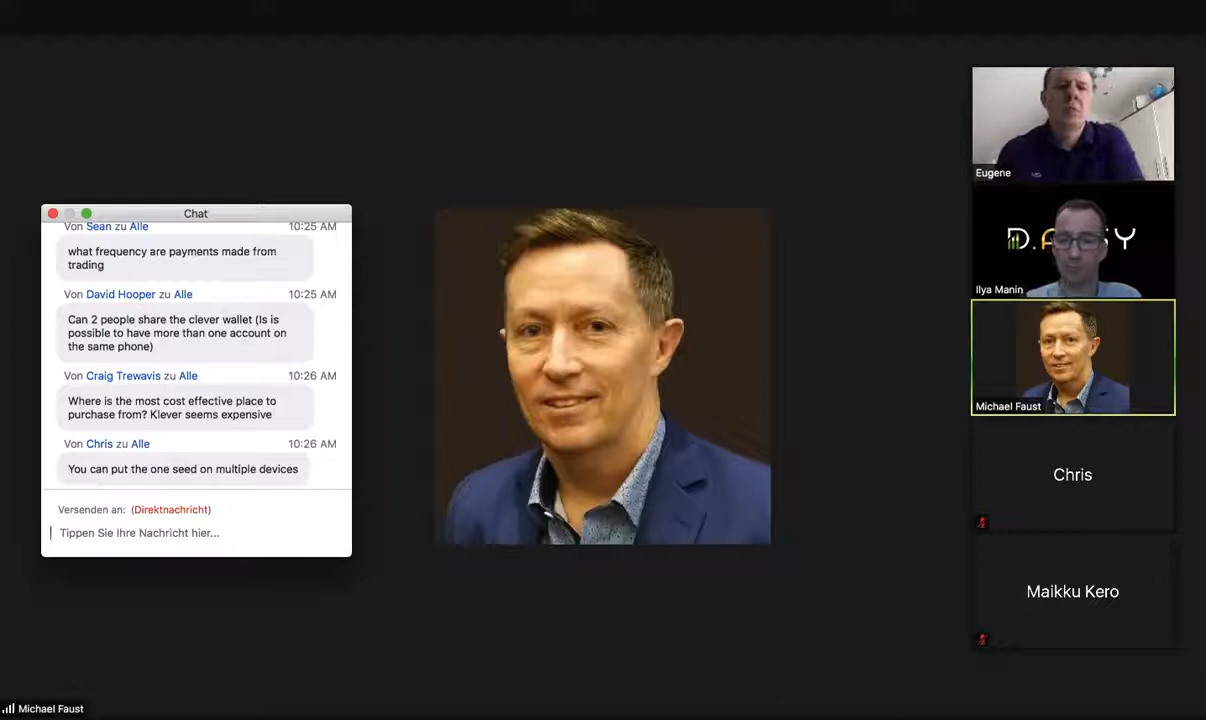 Chat
Von Sean zu Alle 10:25 AM
what frequency are payments made from
trading
Von David Hooper zu Alle 10:25 AM
Can 2 people share the clever wallet (Is is
possible to have more than one account on
the same phone)
Von Craig Trewavis zu Alle 10:26 AM
Where is the most cost effective place to
purchase from? Klever seems expensive
Von Chris zu Alle 10:26 AM
You can put the one seed on multiple devices
Versenden an: (Direktnachricht)
Tippen Sie Ihre Nachricht hier...
Eugene
Ilya Manin
Michael Faust
Chris
Maikku Kero
Michael Faust